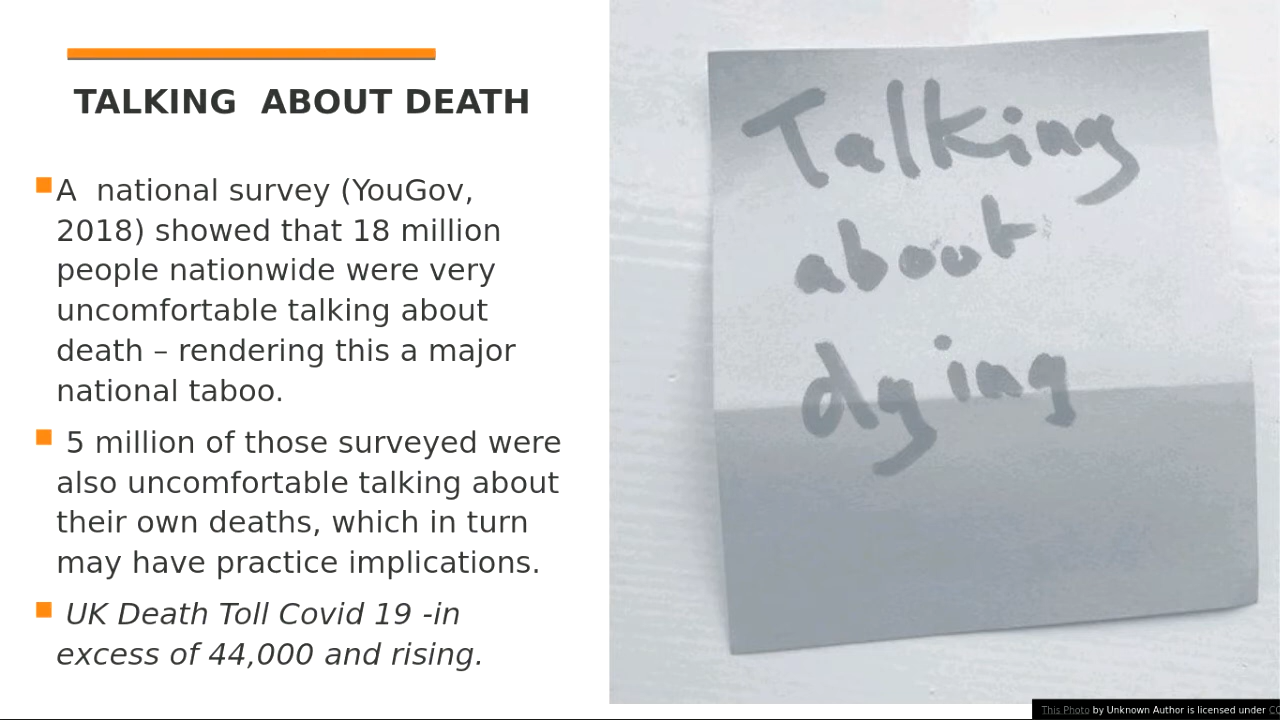 TALKING  ABOUT DEATH
A  national survey (YouGov,
2018) showed that 18 million
people nationwide were very
uncomfortable talking about
death – rendering this a major
national taboo.
5 million of those surveyed were
also uncomfortable talking about
their own deaths, which in turn
may have practice implications.
UK Death Toll Covid 19 -in
excess of 44,000 and rising.
Talking
about
dying
This Photo by Unknown Author is licensed under